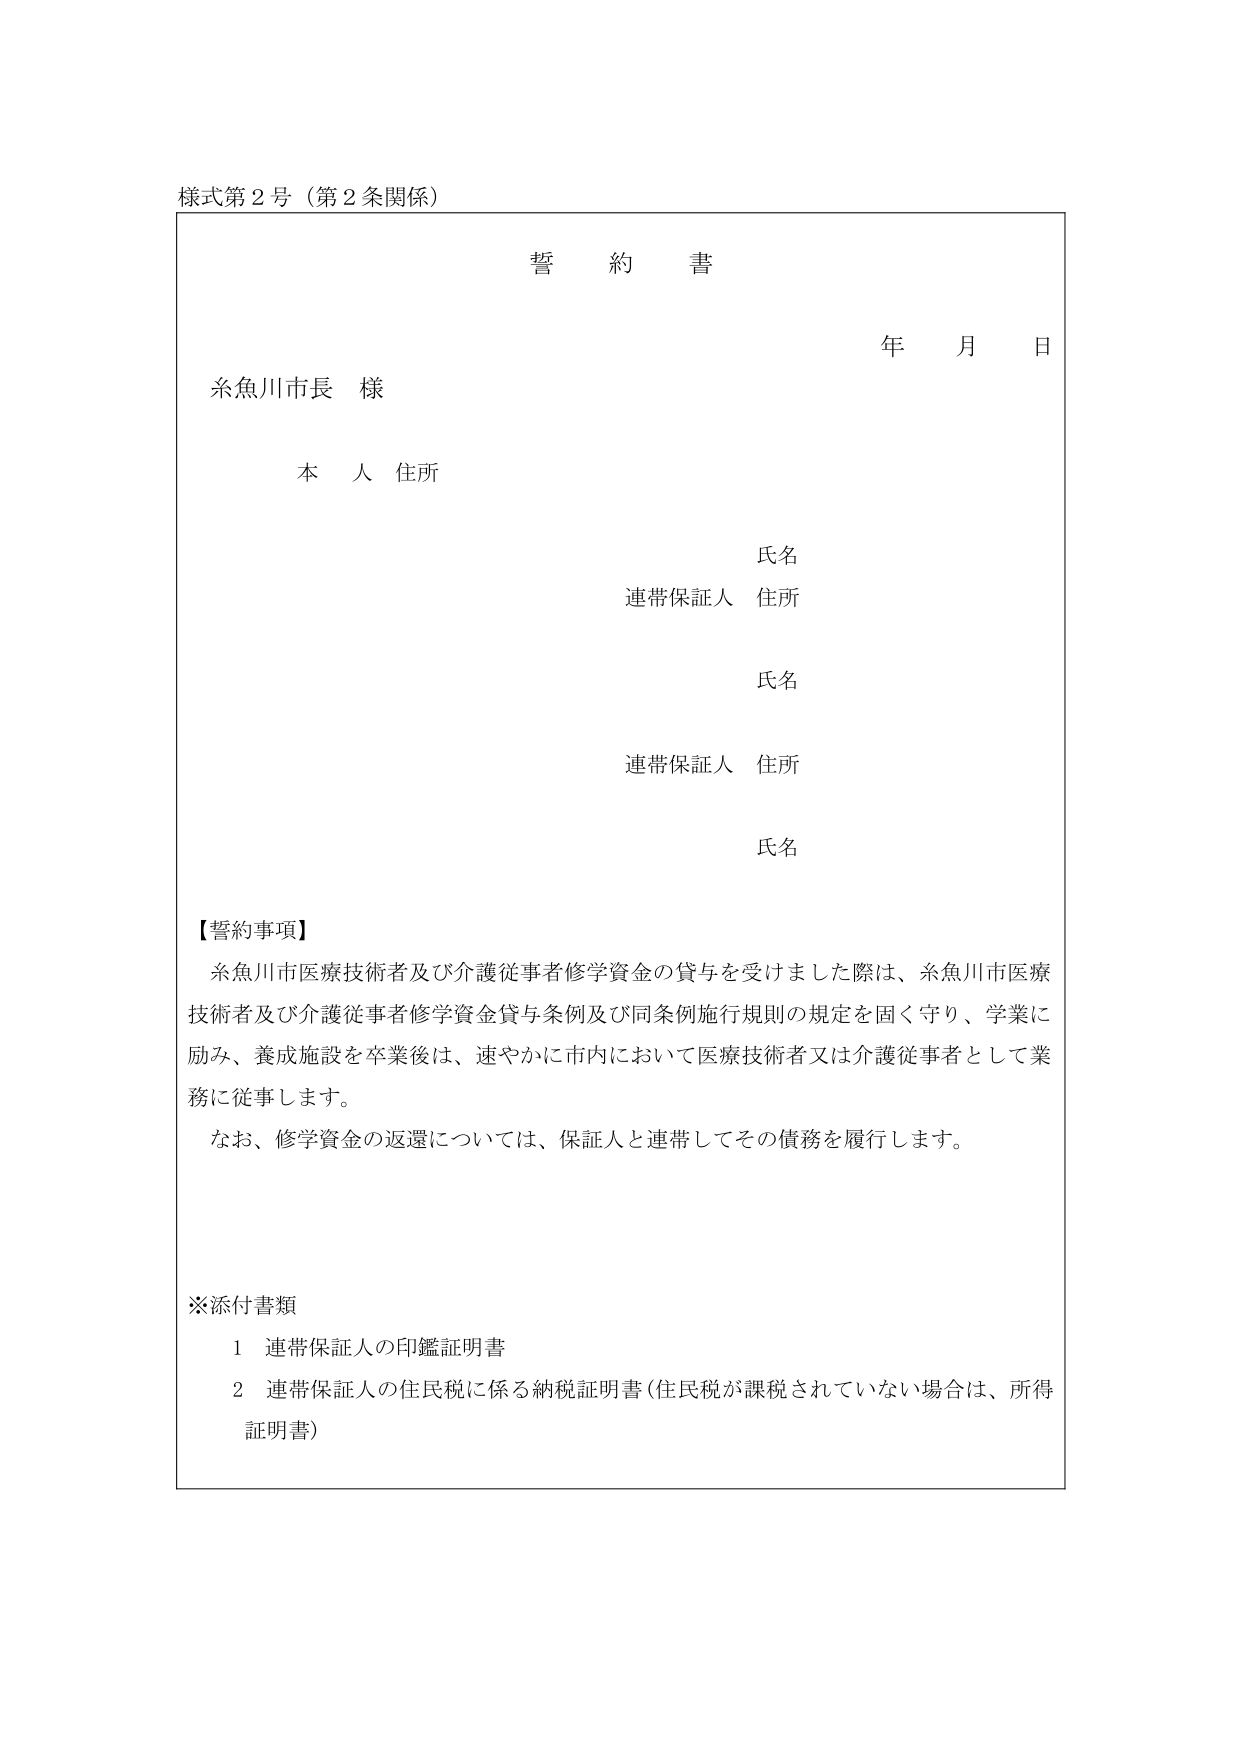 様式第２号（第２条関係）
誓　約　書
年　月　日
糸魚川市長　様
本　人　住所
氏名
連帯保証人　住所
氏名
連帯保証人　住所
氏名
【誓約事項】
糸魚川市医療技術者及び介護従事者修学資金の貸与を受けました際は、糸魚川市医療
技術者及び介護従事者修学資金貸与条例及び同条例施行規則の規定を固く守り、学業に
励み、養成施設を卒業後は、速やかに市内において医療技術者又は介護従事者として業
務に従事します。
なお、修学資金の返還については、保証人と連帯してその債務を履行します。
※添付書類
1　連帯保証人の印鑑証明書
2　連帯保証人の住民税に係る納税証明書(住民税が課税されていない場合は、所得
証明書)